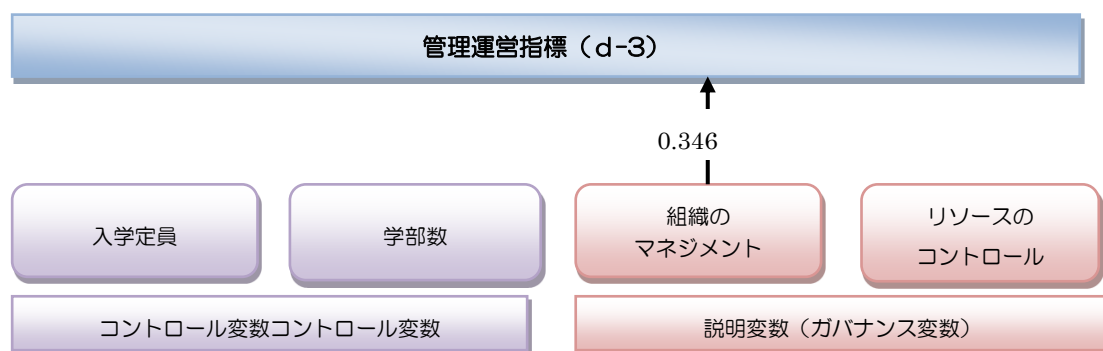 管理運営指標（ｄ-3）
0.346
入学定員
学部数
組織の
マネジメント
リソースの
コントロール
コントロール変数コントロール変数
説明変数（ガバナンス変数）